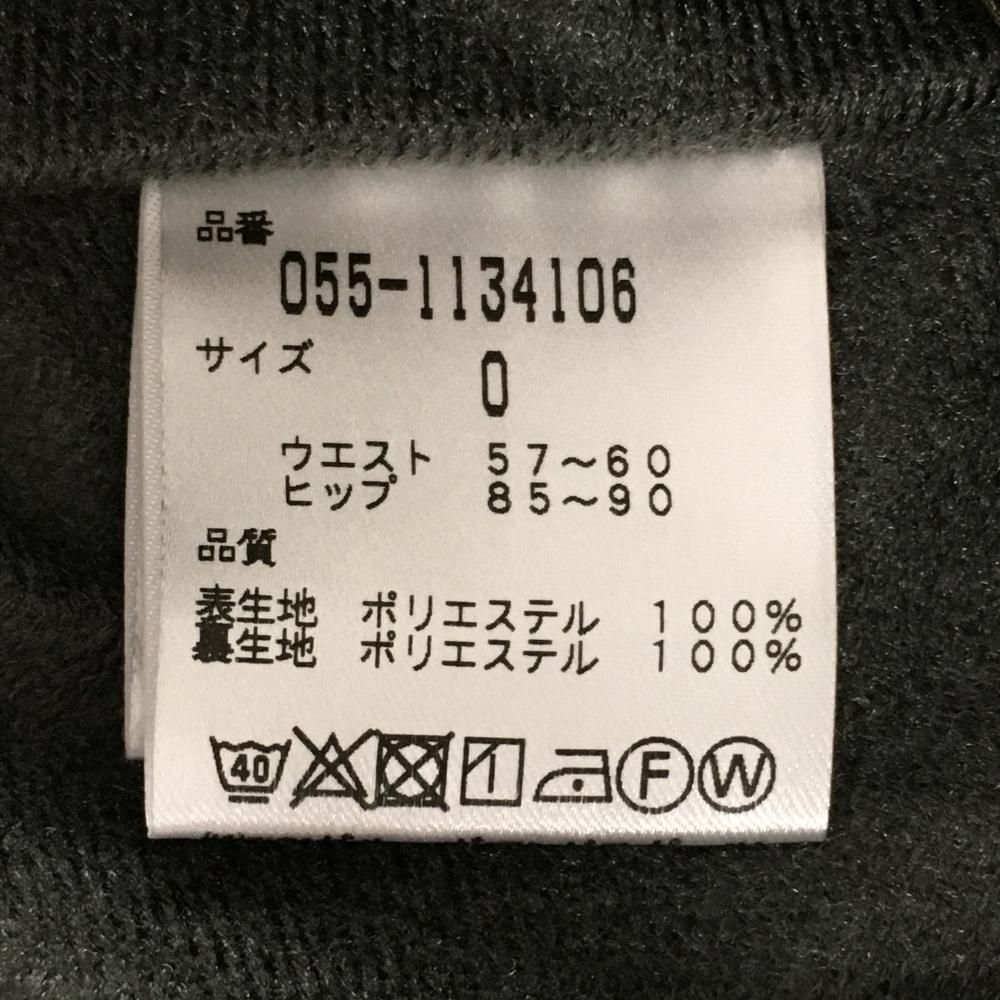 品番
055-1134106
サイズ
0
ウエスト 57～60
ヒップ 85～90
品質
表生地 ポリエステル 100%
裏生地 ポリエステル 100%
40 F W